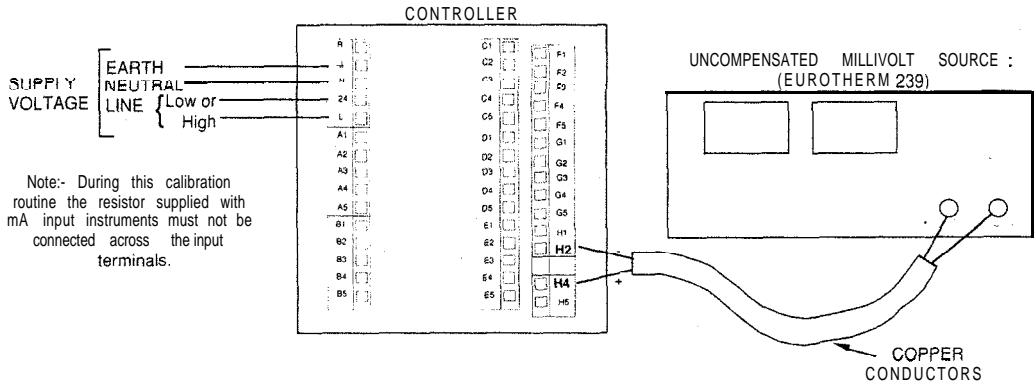 CONTROLLER
SUPPLY
VOLTAGE
EARTH
NEUTRAL
LINE { Low or
High
Note:- During this calibration
routine the resistor supplied with
mA input instruments must not be
connected across the input
terminals.
N
24
L
A1
A2
A3
A4
A5
B1
B2
B3
B4
B5
C1
C2
C3
C4
C5
D1
D2
D3
D4
D5
E1
E2
E3
E4
E5
F1
F2
F4
F5
G1
G2
G3
G4
G5
H1
H2
-
H4
+
H5
UNCOMPENSATED MILLIVOLT SOURCE :
(EUROTHERM 239)
COPPER
CONDUCTORS